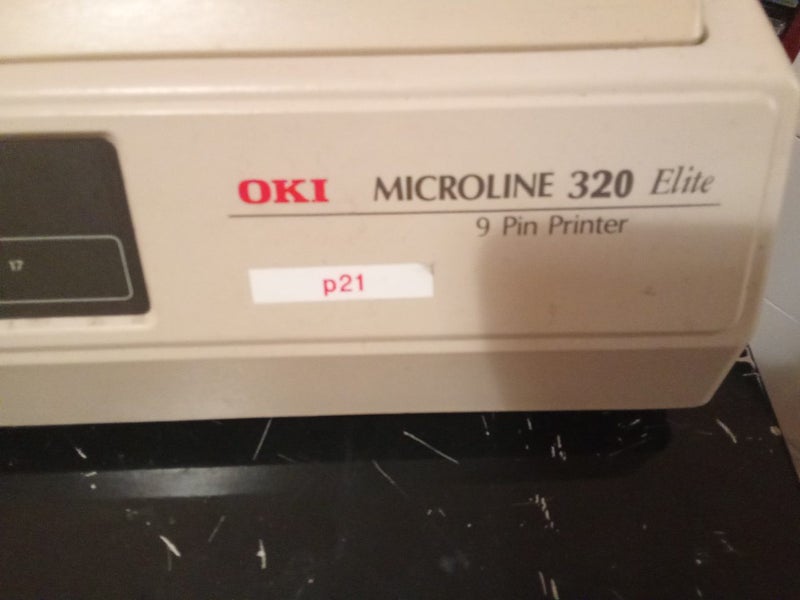 OKI MICROLINE 320 Elite
9 Pin Printer
17
p21